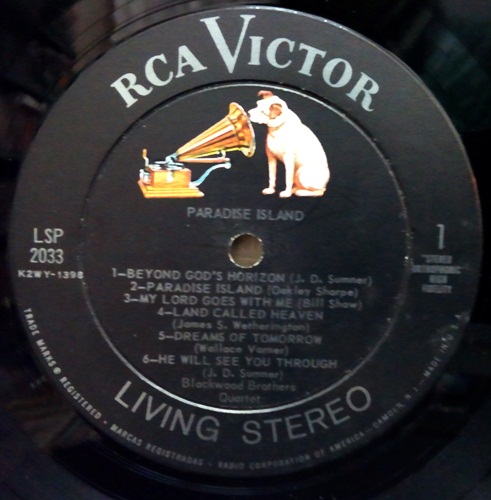 RCA VICTOR
PARADISE ISLAND
LSP
2033
K2WY-1398
1
"STEREO
ORTHOPHONIC"
HIGH
FIDELITY
1—BEYOND GOD'S HORIZON (J. D. Sumner)
2—PARADISE ISLAND (Oakley Sharpe)
3—MY LORD GOES WITH ME (Bill Shaw)
4—LAND CALLED HEAVEN
(James S. Wetherington)
5—DREAMS OF TOMORROW
(Wallace Varner)
6—HE WILL SEE YOU THROUGH
(J. D. Sumner)
Blackwood Brothers
Quartet
LIVING STEREO
TRADE MARKS ® REGISTERED • MARCAS REGISTRADAS • RADIO CORPORATION OF AMERICA • CAMDEN, N. J. • MADE IN U.S.A.